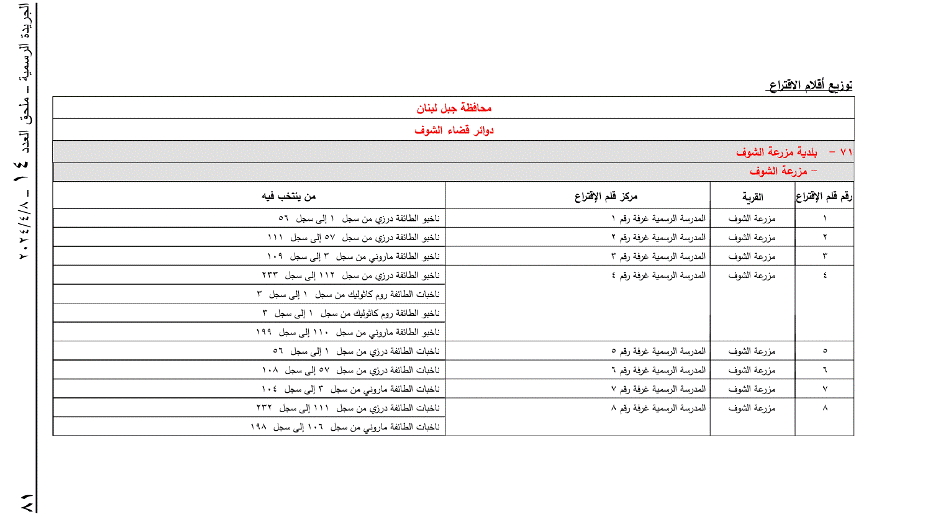 الجريدة الرسمية – ملحق العدد ١٤ – ٢٠٢٤/٤/٨
توزيع أقلام الاقتراع
محافظة جبل لبنان
دوائر قضاء الشوف
٧١ – بلدية مزرعة الشوف
– مزرعة الشوف
رقم قلم الإقتراع القرية مركز قلم الإقتراع من ينتخب فيه
١ مزرعة الشوف المدرسة الرسمية غرفة رقم ١ ناخبو الطائفة درزي من سجل ١ إلى سجل ٥٦
٢ مزرعة الشوف المدرسة الرسمية غرفة رقم ٢ ناخبو الطائفة درزي من سجل ٥٧ إلى سجل ١١١
٣ مزرعة الشوف المدرسة الرسمية غرفة رقم ٣ ناخبو الطائفة ماروني من سجل ٣ إلى سجل ١٠٩
٤ مزرعة الشوف المدرسة الرسمية غرفة رقم ٤ ناخبو الطائفة درزي من سجل ١١٢ إلى سجل ٢٣٣
ناخبات الطائفة روم كاثوليك من سجل ١ إلى سجل ٣
ناخبو الطائفة روم كاثوليك من سجل ١ إلى سجل ٣
ناخبو الطائفة ماروني من سجل ١١٠ إلى سجل ١٩٩
٥ مزرعة الشوف المدرسة الرسمية غرفة رقم ٥ ناخبات الطائفة درزي من سجل ١ إلى سجل ٥٦
٦ مزرعة الشوف المدرسة الرسمية غرفة رقم ٦ ناخبات الطائفة درزي من سجل ٥٧ إلى سجل ١٠٨
٧ مزرعة الشوف المدرسة الرسمية غرفة رقم ٧ ناخبات الطائفة ماروني من سجل ٣ إلى سجل ١٠٤
٨ مزرعة الشوف المدرسة الرسمية غرفة رقم ٨ ناخبات الطائفة درزي من سجل ١١١ إلى سجل ٢٣٢
ناخبات الطائفة ماروني من سجل ١٠٦ إلى سجل ١٩٨
٨١